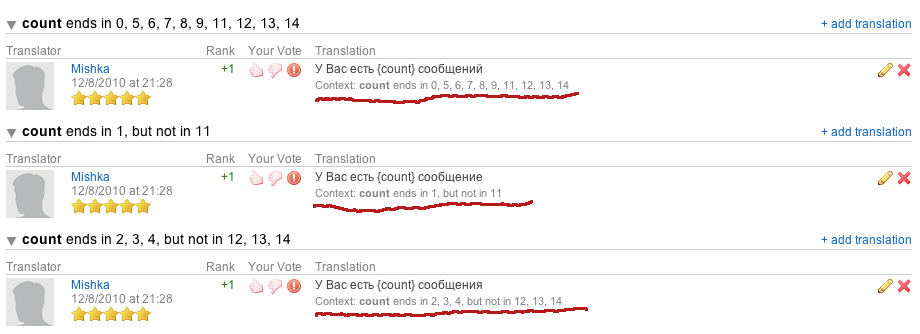 count ends in 0, 5, 6, 7, 8, 9, 11, 12, 13, 14 + add translation
Translator Rank Your Vote Translation
Mishka +1 У Вас есть {count} сообщений
12/8/2010 at 21:28 Context: count ends in 0, 5, 6, 7, 8, 9, 11, 12, 13, 14
count ends in 1, but not in 11 + add translation
Translator Rank Your Vote Translation
Mishka +1 У Вас есть {count} сообщение
12/8/2010 at 21:28 Context: count ends in 1, but not in 11
count ends in 2, 3, 4, but not in 12, 13, 14 + add translation
Translator Rank Your Vote Translation
Mishka +1 У Вас есть {count} сообщения
12/8/2010 at 21:28 Context: count ends in 2, 3, 4, but not in 12, 13, 14